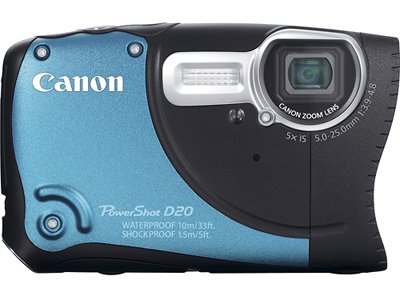 Canon
CANON ZOOM LENS
5x IS 5.0-25.0mm 1:3.9-4.8
PowerShot D20
WATERPROOF 10m/33ft.
SHOCKPROOF 1.5m/5ft.